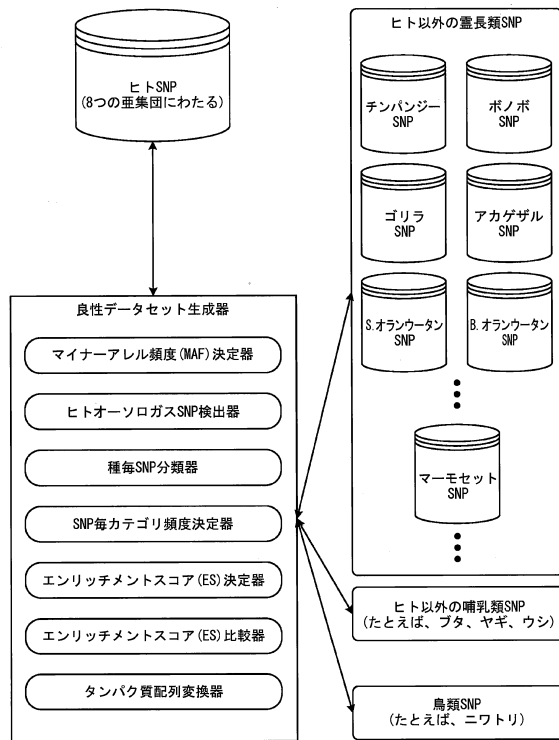 ヒトSNP
(8つの亜集団にわたる)
良性データセット生成器
マイナーアレル頻度(MAF)決定器
ヒトオーソロガスSNP検出器
種毎SNP分類器
SNP毎カテゴリ頻度決定器
エンリッチメントスコア(ES)決定器
エンリッチメントスコア(ES)比較器
タンパク質配列変換器
ヒト以外の霊長類SNP
チンパンジー
SNP
ボノボ
SNP
ゴリラ
SNP
アカゲザル
SNP
S.オランウータン
SNP
B.オランウータン
SNP
マーモセット
SNP
ヒト以外の哺乳類SNP
(たとえば、ブタ、ヤギ、ウシ)
鳥類SNP
(たとえば、ニワトリ)